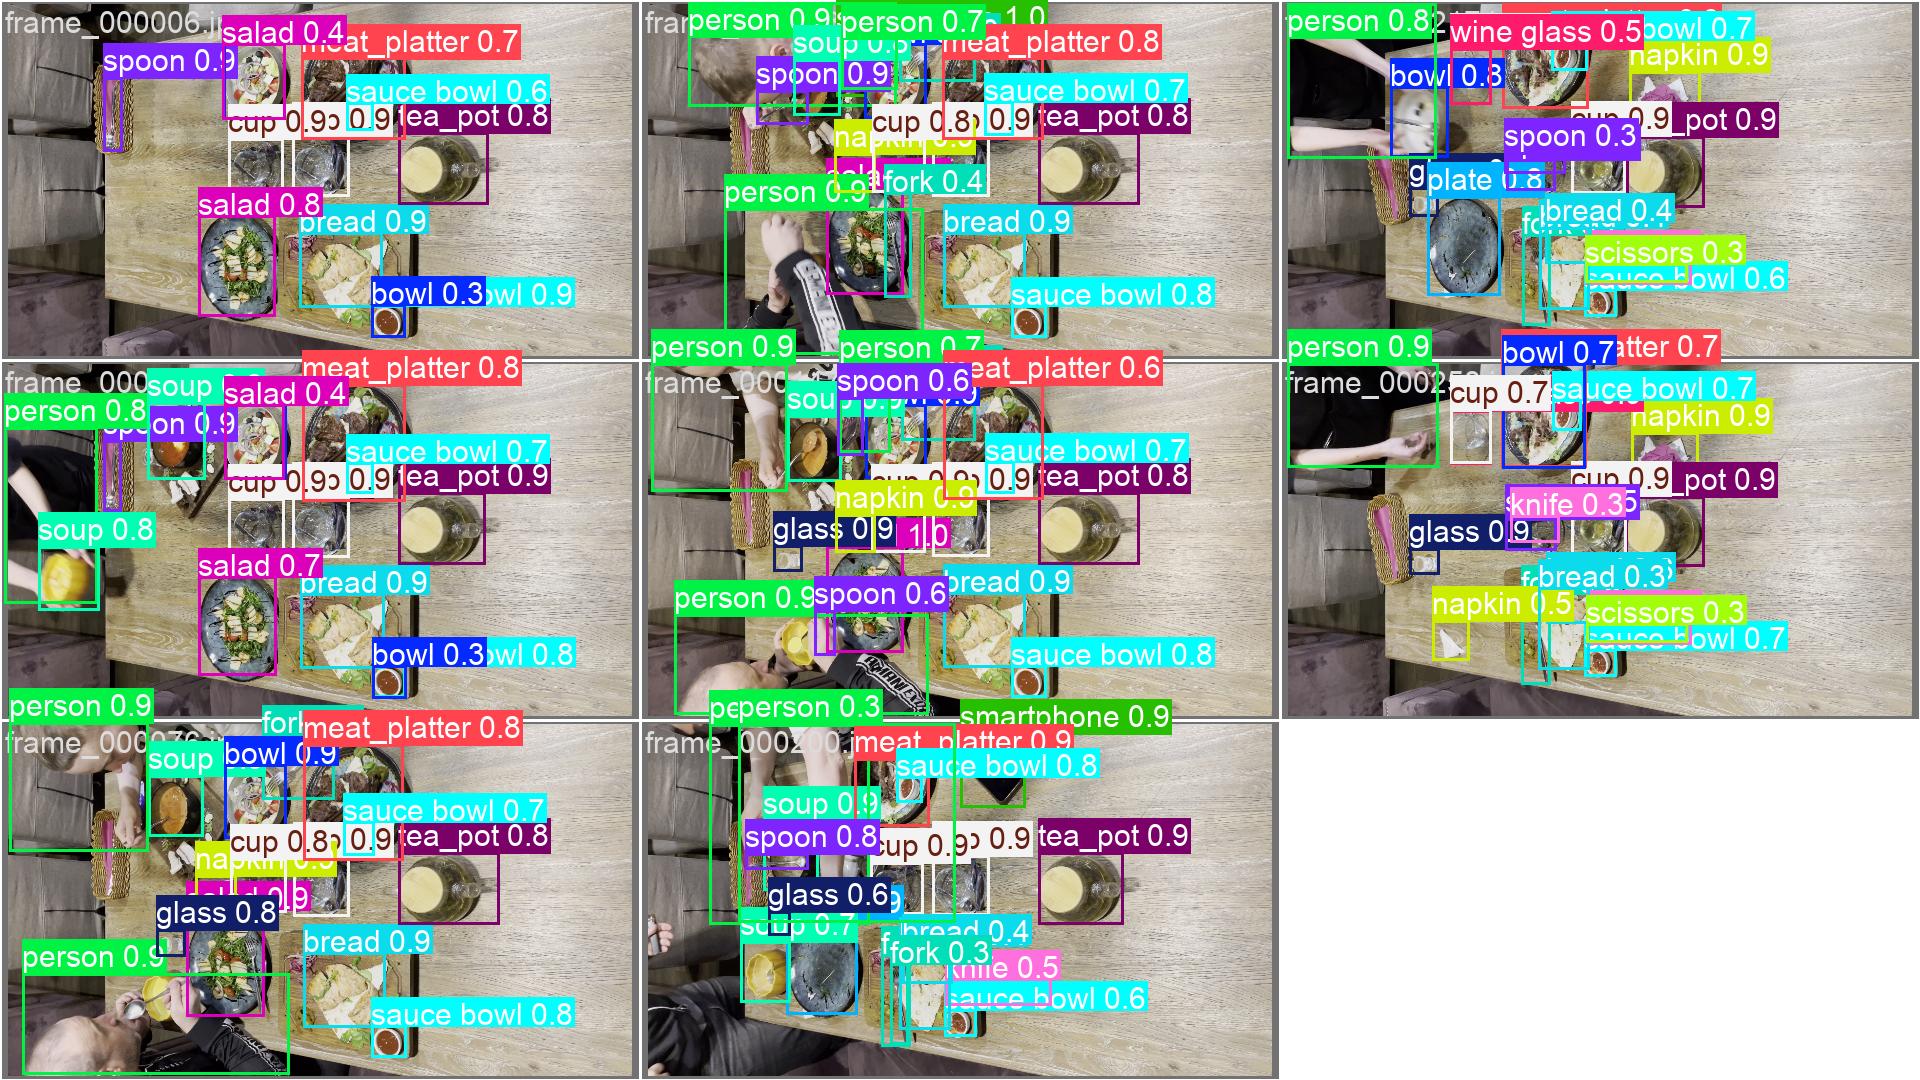 frame_000006.j
salad 0.4
meat_platter 0.7
spoon 0.9
sauce bowl 0.6
cup 0.9
0.9
tea_pot 0.8
salad 0.8
bread 0.9
bowl 0.3
bowl 0.9
person 0.9
person 0.7
1.0
soup 0.6
meat_platter 0.8
spoon 0.9
sauce bowl 0.7
cup 0.8
0.9
tea_pot 0.8
napkin 0.9
fork 0.4
person 0.9
bread 0.9
sauce bowl 0.8
person 0.8
wine glass 0.5
bowl 0.7
napkin 0.9
bowl 0.8
cup 0.9
_pot 0.9
spoon 0.3
plate 0.8
bread 0.4
scissors 0.3
sauce bowl 0.6
frame_000
soup
salad 0.4
meat_platter 0.8
person 0.8
spoon 0.9
sauce bowl 0.7
cup 0.9
0.9
tea_pot 0.9
soup 0.8
salad 0.7
bread 0.9
bowl 0.3
bowl 0.8
person 0.9
person 0.7
frame_000
spoon 0.6
meat_platter 0.6
soup 0.9
sauce bowl 0.7
0.9
tea_pot 0.8
napkin 0.9
glass 0.9
1.0
person 0.9
spoon 0.6
bread 0.9
sauce bowl 0.8
person 0.9
bowl 0.7
platter 0.7
frame_000
cup 0.7
sauce bowl 0.7
napkin 0.9
cup 0.9
_pot 0.9
knife 0.3
glass 0.9
bread 0.3
napkin 0.5
scissors 0.3
sauce bowl 0.7
person 0.9
fork
meat_platter 0.8
frame_000076.j
soup
bowl 0.9
sauce bowl 0.7
cup 0.8
0.9
tea_pot 0.8
napkin 0.9
glass 0.8
0.9
person 0.9
bread 0.9
sauce bowl 0.8
person 0.3
smartphone 0.9
frame_000200.j
meat_platter 0.9
sauce bowl 0.8
soup 0.9
spoon 0.8
cup 0.9
0.9
tea_pot 0.9
glass 0.6
soup 0.7
bread 0.4
fork 0.3
knife 0.5
sauce bowl 0.6